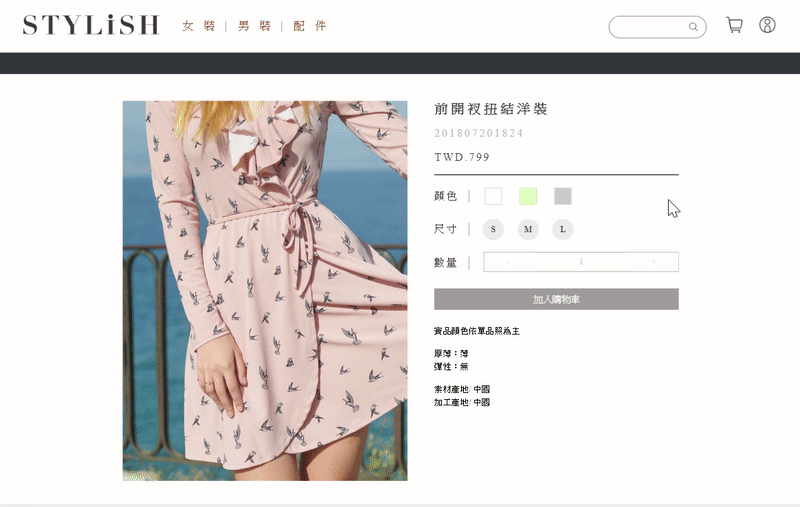 STYLiSH 女裝 | 男裝 | 配件
前開衩扭結洋裝
201807201824
TWD.799
顏色 |
尺寸 | S M L
數量 | - 1 +
加入購物車
實品顏色依單品照為主
厚薄：薄
彈性：無
素材產地/ 中國
加工產地/ 中國